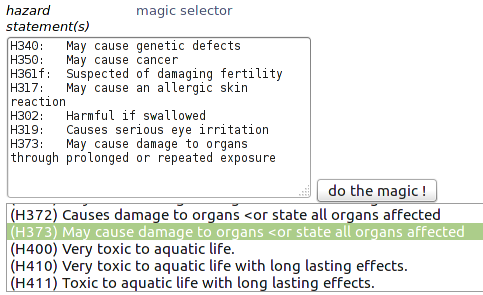 hazard statement(s)
magic selector
H340: May cause genetic defects
H350: May cause cancer
H361f: Suspected of damaging fertility
H317: May cause an allergic skin
reaction
H302: Harmful if swallowed
H319: Causes serious eye irritation
H373: May cause damage to organs
through prolonged or repeated exposure
do the magic !
(H372) Causes damage to organs <or state all organs affected
(H373) May cause damage to organs <or state all organs affected
(H400) Very toxic to aquatic life.
(H410) Very toxic to aquatic life with long lasting effects.
(H411) Toxic to aquatic life with long lasting effects.